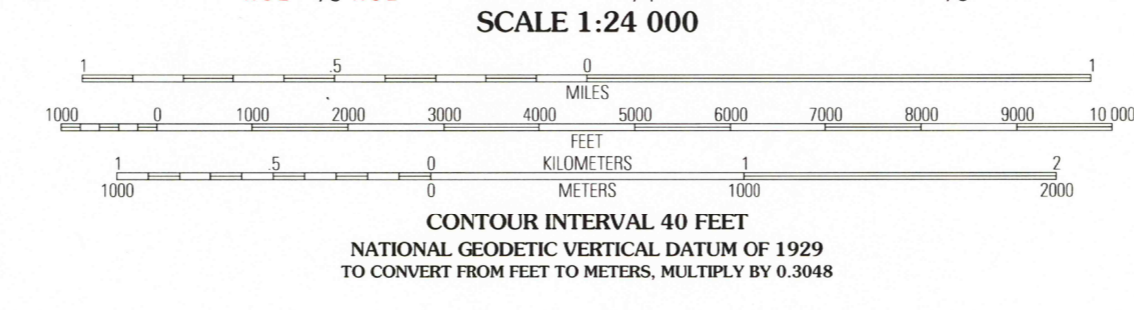 SCALE 1:24 000
1 .5 0 1
MILES
1000 0 1000 2000 3000 4000 5000 6000 7000 8000 9000 10 000
FEET
1 .5 0 KILOMETERS 1 2
1000 0 METERS 1000 2000
CONTOUR INTERVAL 40 FEET
NATIONAL GEODETIC VERTICAL DATUM OF 1929
TO CONVERT FROM FEET TO METERS, MULTIPLY BY 0.3048